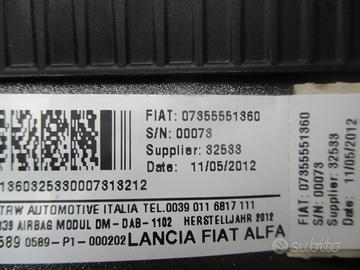 FIAT: 07355551360
S/N: 00073
Supplier: 32533
Date: 11/05/2012
1360325330007313212
TRW AUTOMOTIVE ITALIA TEL.0039 011 6817 111
039 AIRBAG MODUL DM-DAB-1102 HERSTELLJAHR 2012
589 0589-P1-000202 LANCIA FIAT ALFA
FIAT: 07355551360
S/N: 00073
Supplier: 32533
Date: 11/05/2012
subito